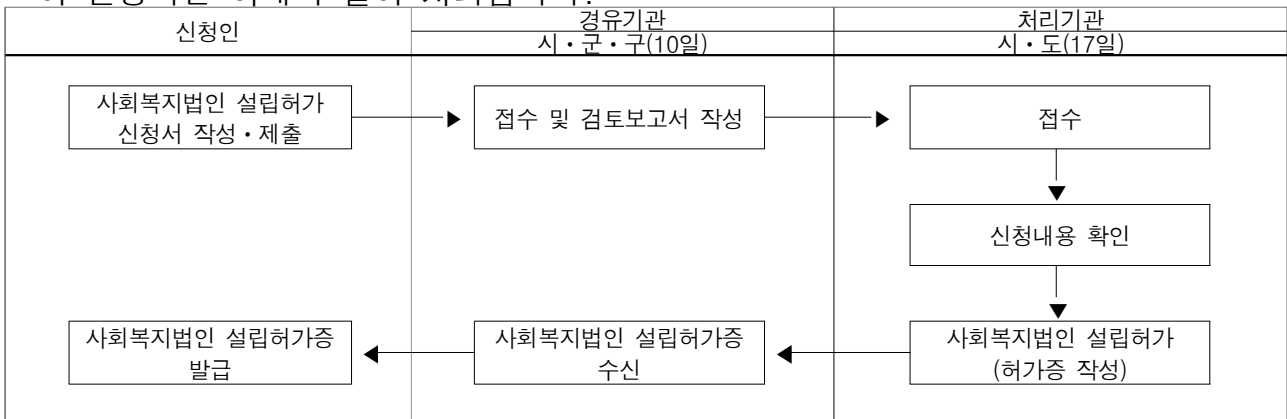 신청인
경유기관
시・군・구(10일)
처리기관
시・도(17일)
사회복지법인 설립허가
신청서 작성・제출
접수 및 검토보고서 작성
접수
신청내용 확인
사회복지법인 설립허가증
발급
사회복지법인 설립허가증
수신
사회복지법인 설립허가
(허가증 작성)